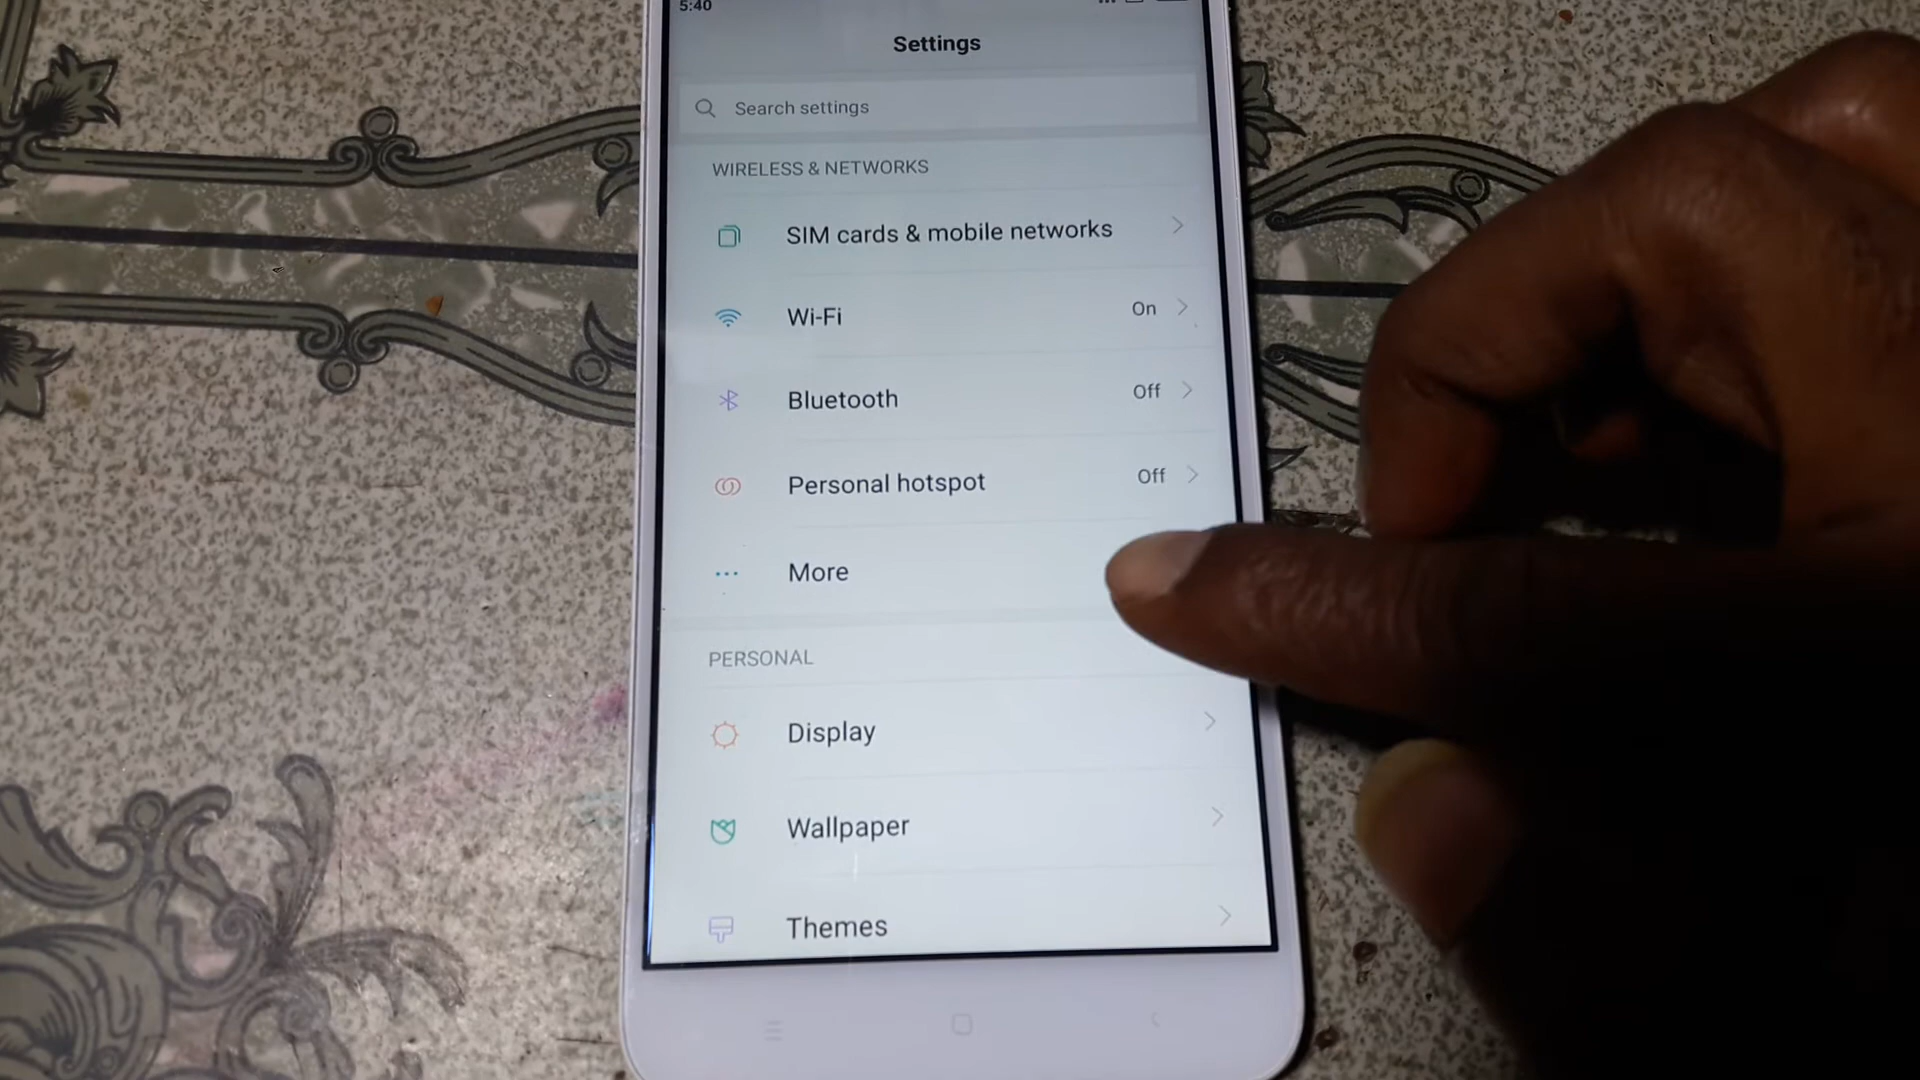 5:40
Settings
Search settings
WIRELESS & NETWORKS
SIM cards & mobile networks
Wi-Fi On
Bluetooth Off
Personal hotspot Off
More
PERSONAL
Display
Wallpaper
Themes